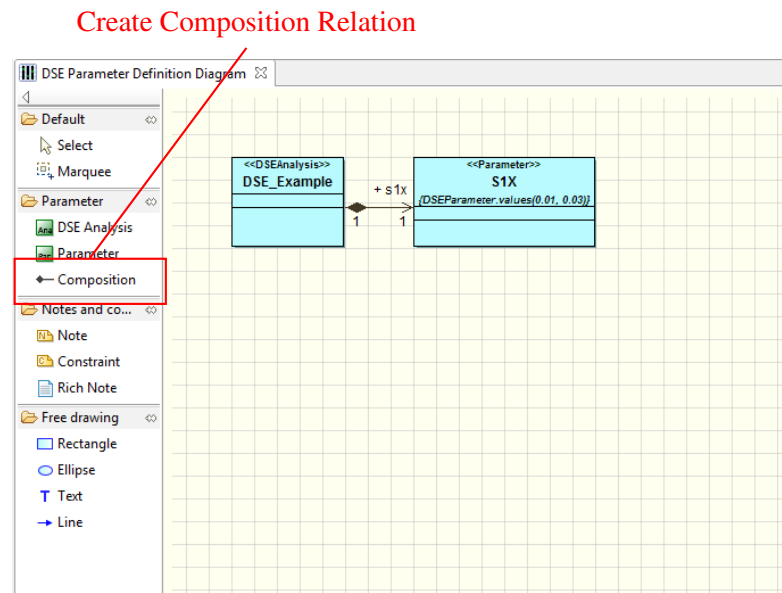 Create Composition Relation
DSE Parameter Definition Diagram
Default
Select
Marquee
Parameter
Ana DSE Analysis
Par Parameter
Composition
Notes and co...
Note
Constraint
Rich Note
Free drawing
Rectangle
Ellipse
T Text
Line
<<DSEAnalysis>>
DSE_Example
+ s1x
1 1
<<Parameter>>
S1X
{DSEParameter.values(0.01, 0.03)}